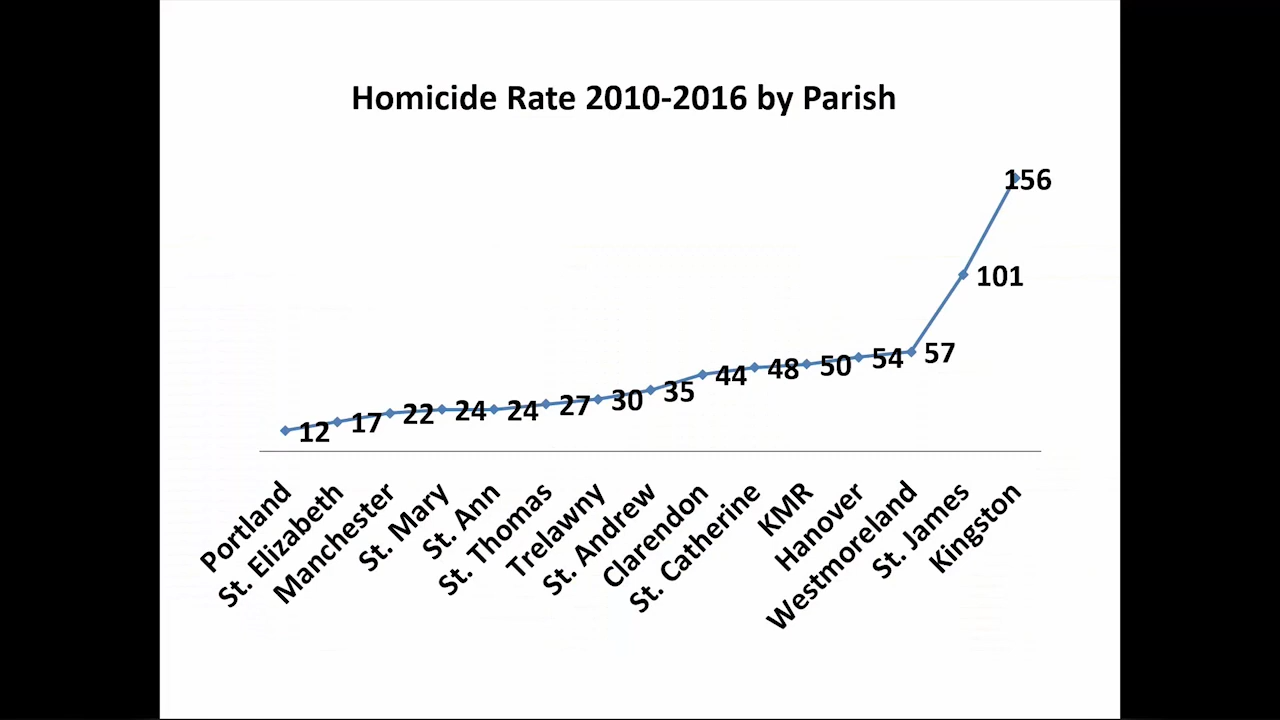 Homicide Rate 2010-2016 by Parish
156
101
57
54
50
48
44
35
30
27
24
24
22
17
12
Portland
St. Elizabeth
Manchester
St. Mary
St. Ann
St. Thomas
Trelawny
St. Andrew
Clarendon
St. Catherine
KMR
Hanover
Westmoreland
St. James
Kingston